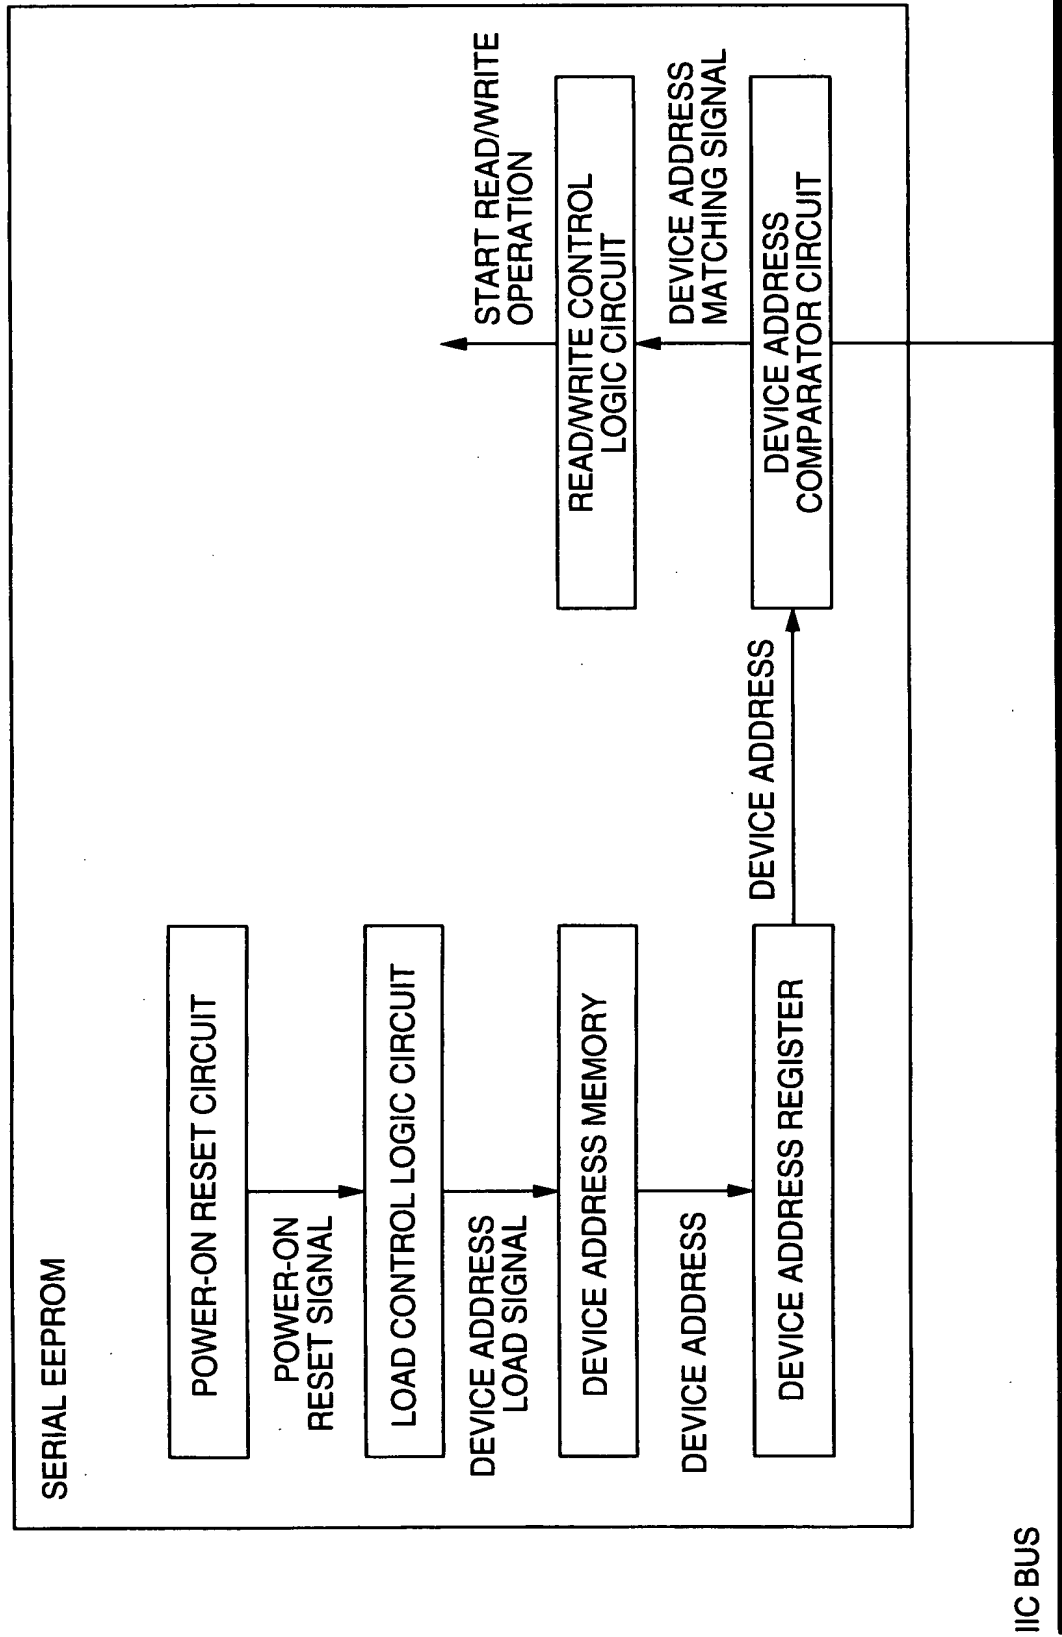 SERIAL EEPROM
POWER-ON RESET CIRCUIT
POWER-ON
RESET SIGNAL
LOAD CONTROL LOGIC CIRCUIT
DEVICE ADDRESS
LOAD SIGNAL
DEVICE ADDRESS MEMORY
DEVICE ADDRESS
DEVICE ADDRESS REGISTER
DEVICE ADDRESS
START READ/WRITE
OPERATION
READ/WRITE CONTROL
LOGIC CIRCUIT
DEVICE ADDRESS
MATCHING SIGNAL
DEVICE ADDRESS
COMPARATOR CIRCUIT
IIC BUS